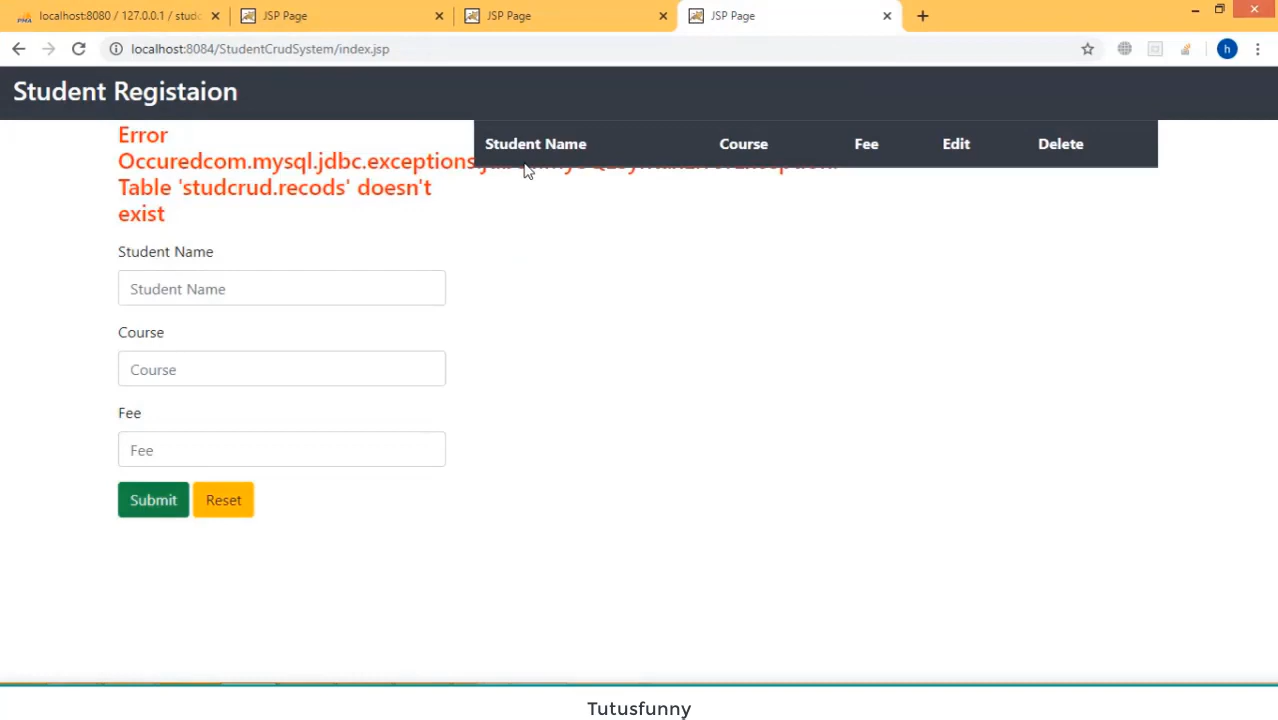 localhost:8080 / 127.0.0.1 / stud
JSP Page
JSP Page
JSP Page
localhost:8084/StudentCrudSystem/index.jsp
h
Student Registaion
Error
Occuredcom.mysql.jdbc.exceptions
Table 'studcrud.recods' doesn't
exist
Student Name Course Fee Edit Delete
Student Name
Student Name
Course
Course
Fee
Fee
Submit Reset
Tutusfunny